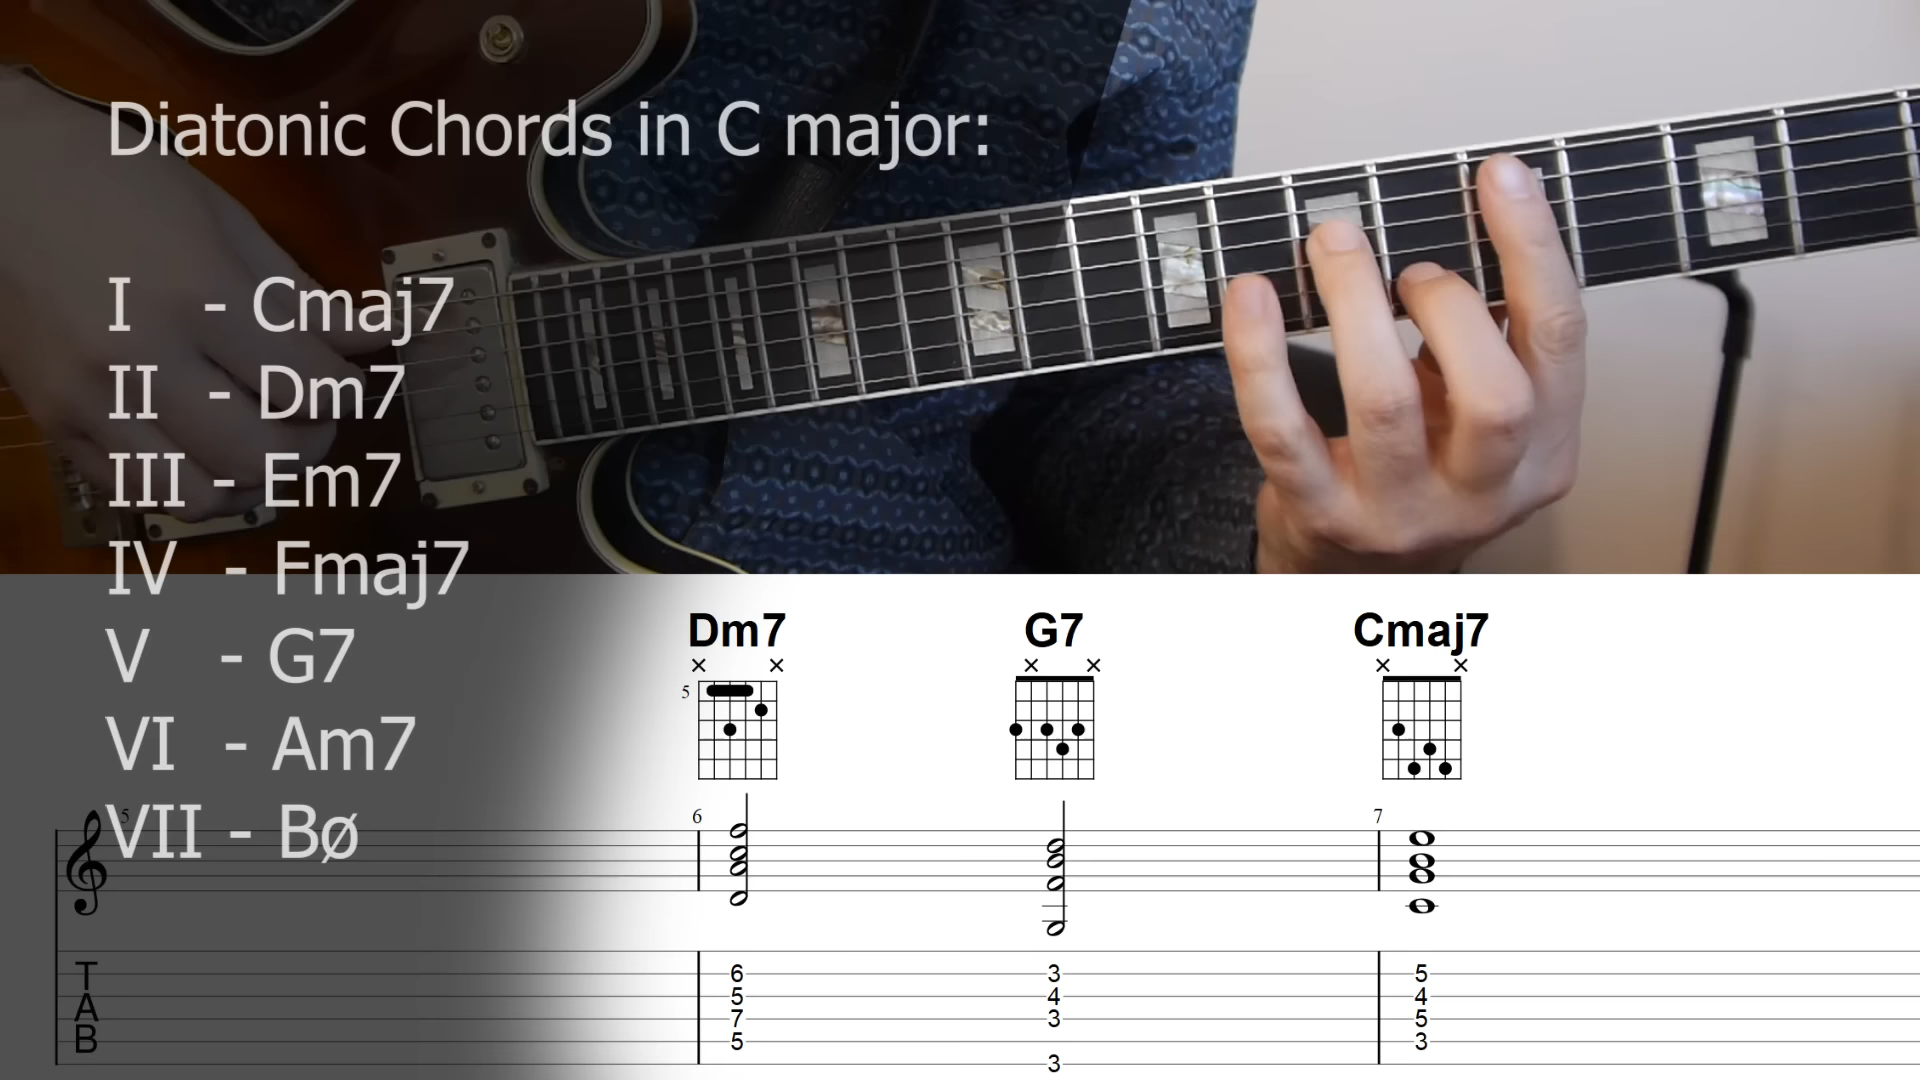 Diatonic Chords in C major:
I - Cmaj7
II - Dm7
III - Em7
IV - Fmaj7
V - G7
VI - Am7
VII - Bø
Dm7 G7 Cmaj7
× × × × × ×
5
5 6 7
T 6 3 5
A 5 4 4
7 3 5
B 5 3
3